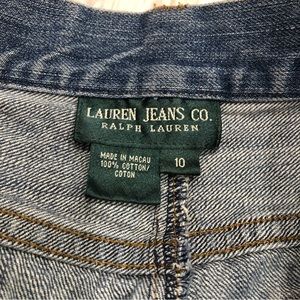 LAUREN JEANS CO.
RALPH LAUREN
MADE IN MACAU
100% COTTON/
COTON
10